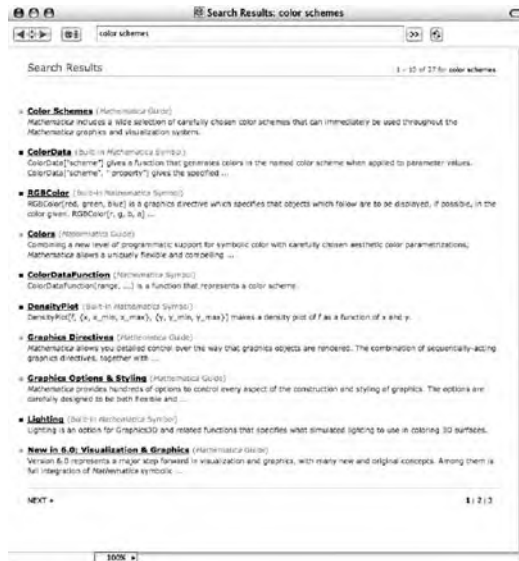 Search Results: color schemes
color schemes
>>
Search Results
1 - 10 of 27 for color schemes
» Color Schemes (Mathematica Guide)
Mathematica includes a wide selection of carefully chosen color schemes that can immediately be used throughout the
Mathematica graphics and visualization system.
▪ ColorData (Built-in Mathematica Symbol)
ColorData["scheme"] gives a function that generates colors in the named color scheme when applied to parameter values.
ColorData["scheme", "property"] gives the specified ...
▪ RGBColor (Built-in Mathematica Symbol)
RGBColor[red, green, blue] is a graphics directive which specifies that objects which follow are to be displayed, if possible, in the
color given. RGBColor[r, g, b, a] ...
» Colors (Mathematica Guide)
Combining a new level of programmatic support for symbolic color with carefully chosen aesthetic color parametrizations,
Mathematica allows a uniquely flexible and compelling ...
▪ ColorDataFunction (Mathematica Symbol)
ColorDataFunction[range, ...] is a function that represents a color scheme.
▪ DensityPlot (Built-in Mathematica Symbol)
DensityPlot[f, {x, x_min, x_max}, {y, y_min, y_max}] makes a density plot of f as a function of x and y.
» Graphics Directives (Mathematica Guide)
Mathematica allows you detailed control over the way that graphics objects are rendered. The combination of sequentially-acting
graphics directives, together with ...
» Graphics Options & Styling (Mathematica Guide)
Mathematica provides hundreds of options to control every aspect of the construction and styling of graphics. The options are
carefully designed to be both flexible and ...
▪ Lighting (Built-in Mathematica Symbol)
Lighting is an option for Graphics3D and related functions that specifies what simulated lighting to use in coloring 3D surfaces.
» New in 6.0: Visualization & Graphics (Mathematica Guide)
Version 6.0 represents a major step forward in visualization and graphics, with many new and original concepts. Among them is
full integration of Mathematica symbolic ...
NEXT »
1 | 2 | 3
100%